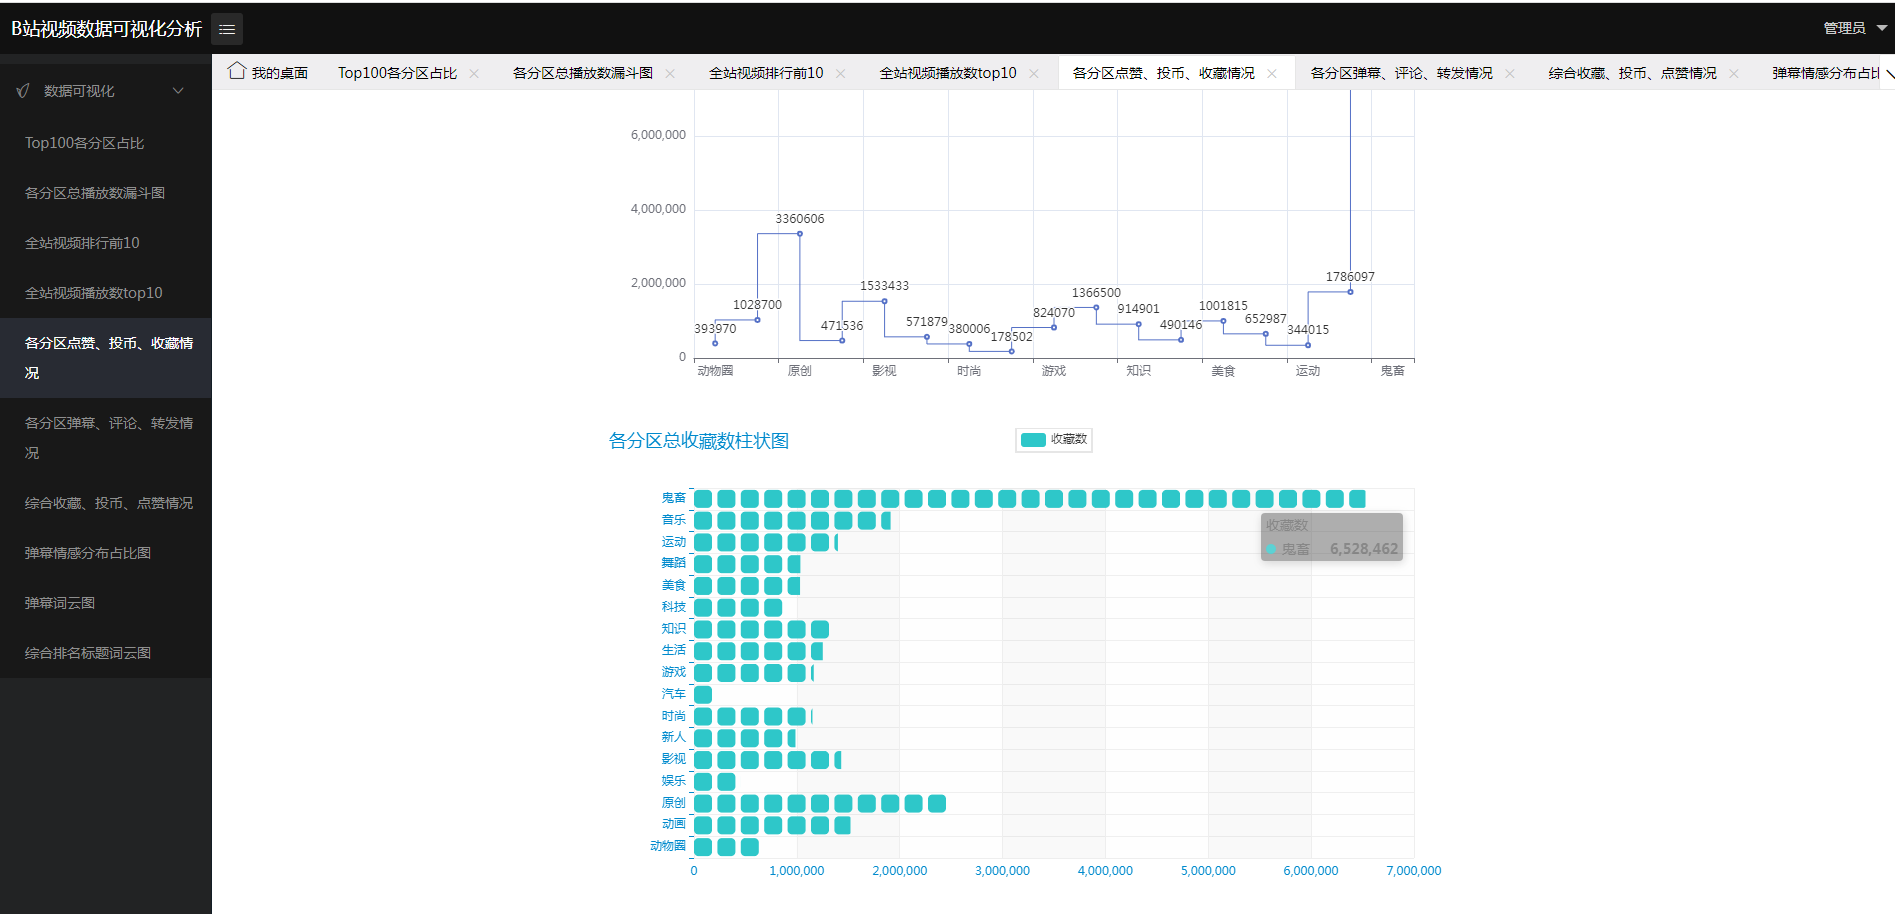 B站视频数据可视化分析
管理员
数据可视化
Top100各分区占比
各分区总播放数漏斗图
全站视频排行前10
全站视频播放数top10
各分区点赞、投币、收藏情
况
各分区弹幕、评论、转发情
况
综合收藏、投币、点赞情况
弹幕情感分布占比图
弹幕词云图
综合排名标题词云图
我的桌面
Top100各分区占比
各分区总播放数漏斗图
全站视频排行前10
全站视频播放数top10
各分区点赞、投币、收藏情况
各分区弹幕、评论、转发情况
综合收藏、投币、点赞情况
弹幕情感分布占比
6,000,000
4,000,000
2,000,000
0
393970
1028700
3360606
471536
1533433
571879
380006
178502
824070
1366500
914901
490146
1001815
652987
344015
1786097
动物圈
原创
影视
时尚
游戏
知识
美食
运动
鬼畜
各分区总收藏数柱状图
收藏数
鬼畜
音乐
运动
舞蹈
美食
科技
知识
生活
游戏
汽车
时尚
新人
影视
娱乐
原创
动画
动物圈
收藏数
鬼畜 6,528,462
0
1,000,000
2,000,000
3,000,000
4,000,000
5,000,000
6,000,000
7,000,000